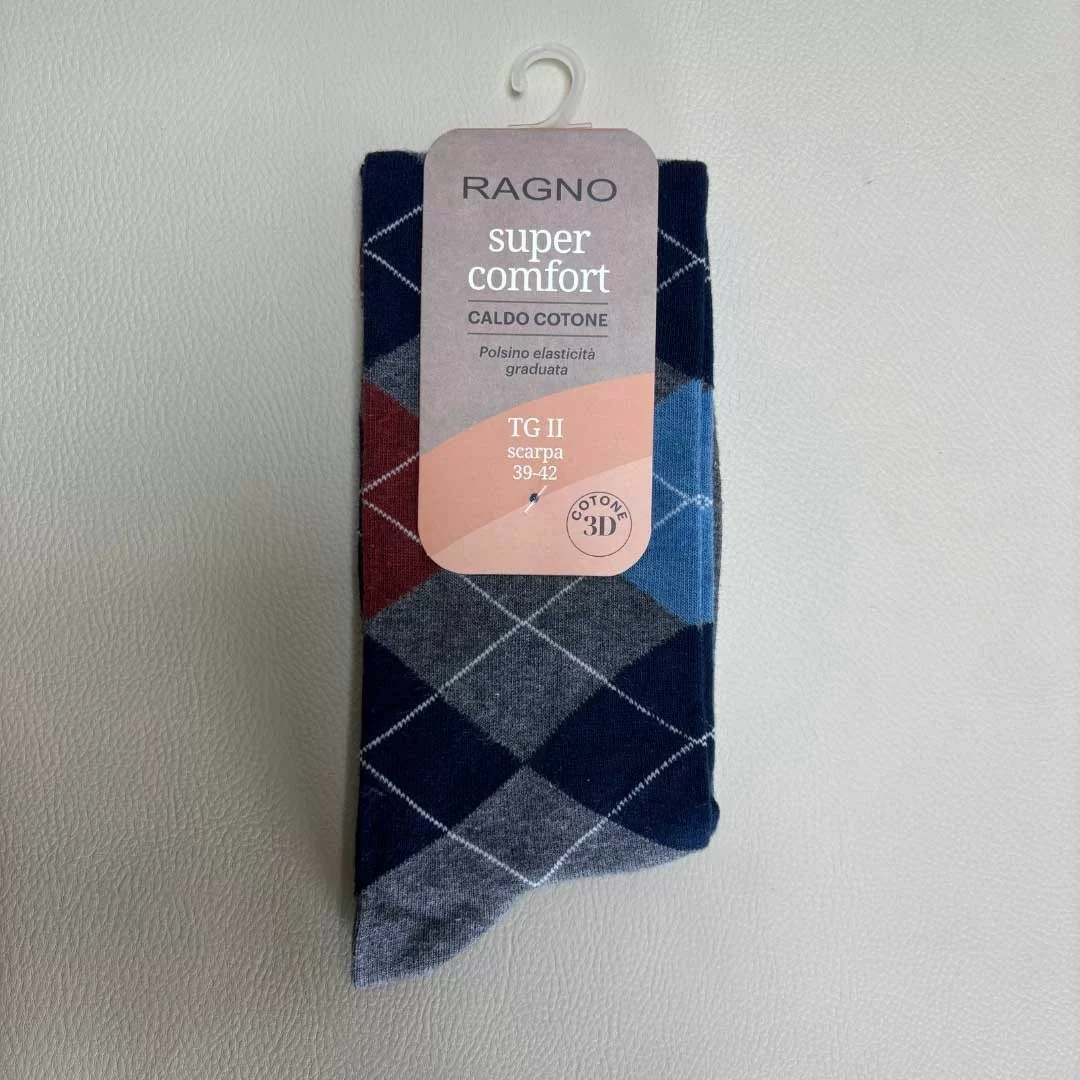 RAGNO
super
comfort
CALDO COTONE
Polsino elasticità
graduata
TG II
scarpa
39-42
COTONE
3D